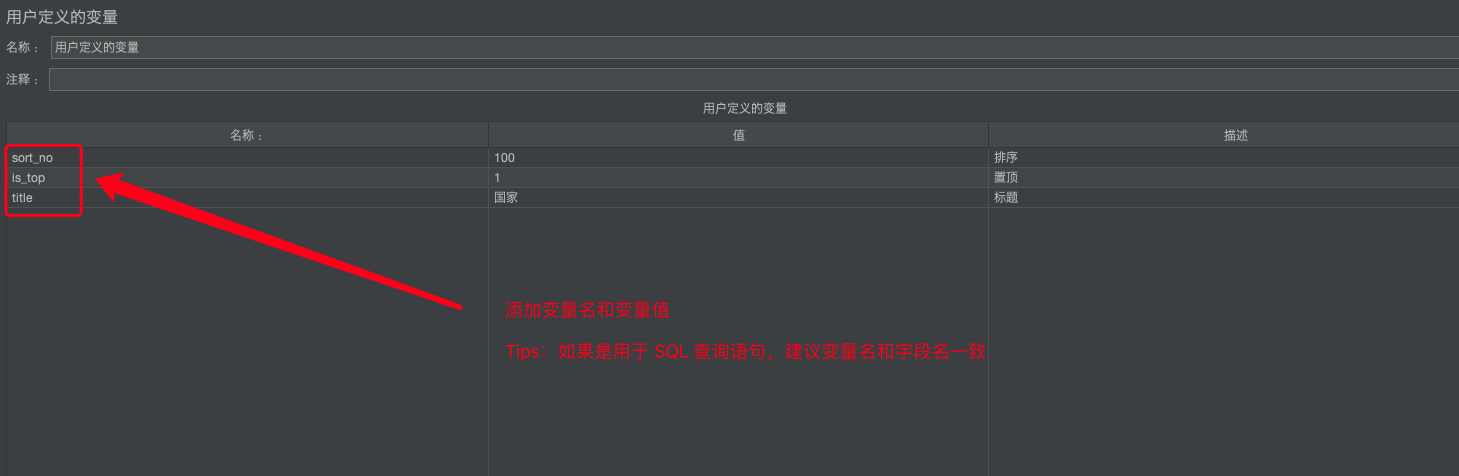 用户定义的变量
名称： 用户定义的变量
注释：
用户定义的变量
名称： 值 描述
sort_no 100 排序
is_top 1 置顶
title 国家 标题
添加变量名和变量值
Tips：如果是用于 SQL 查询语句，建议变量名和字段名一致